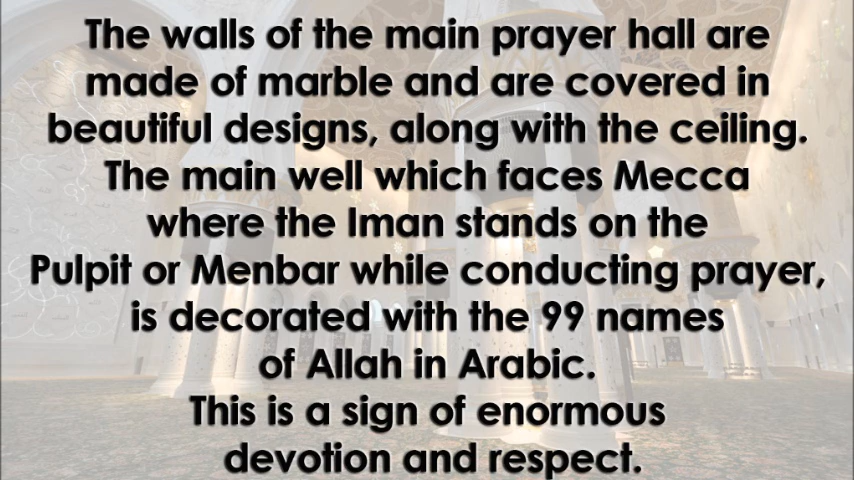 The walls of the main prayer hall are
made of marble and are covered in
beautiful designs, along with the ceiling.
The main well which faces Mecca
where the Iman stands on the
Pulpit or Menbar while conducting prayer,
is decorated with the 99 names
of Allah in Arabic.
This is a sign of enormous
devotion and respect.